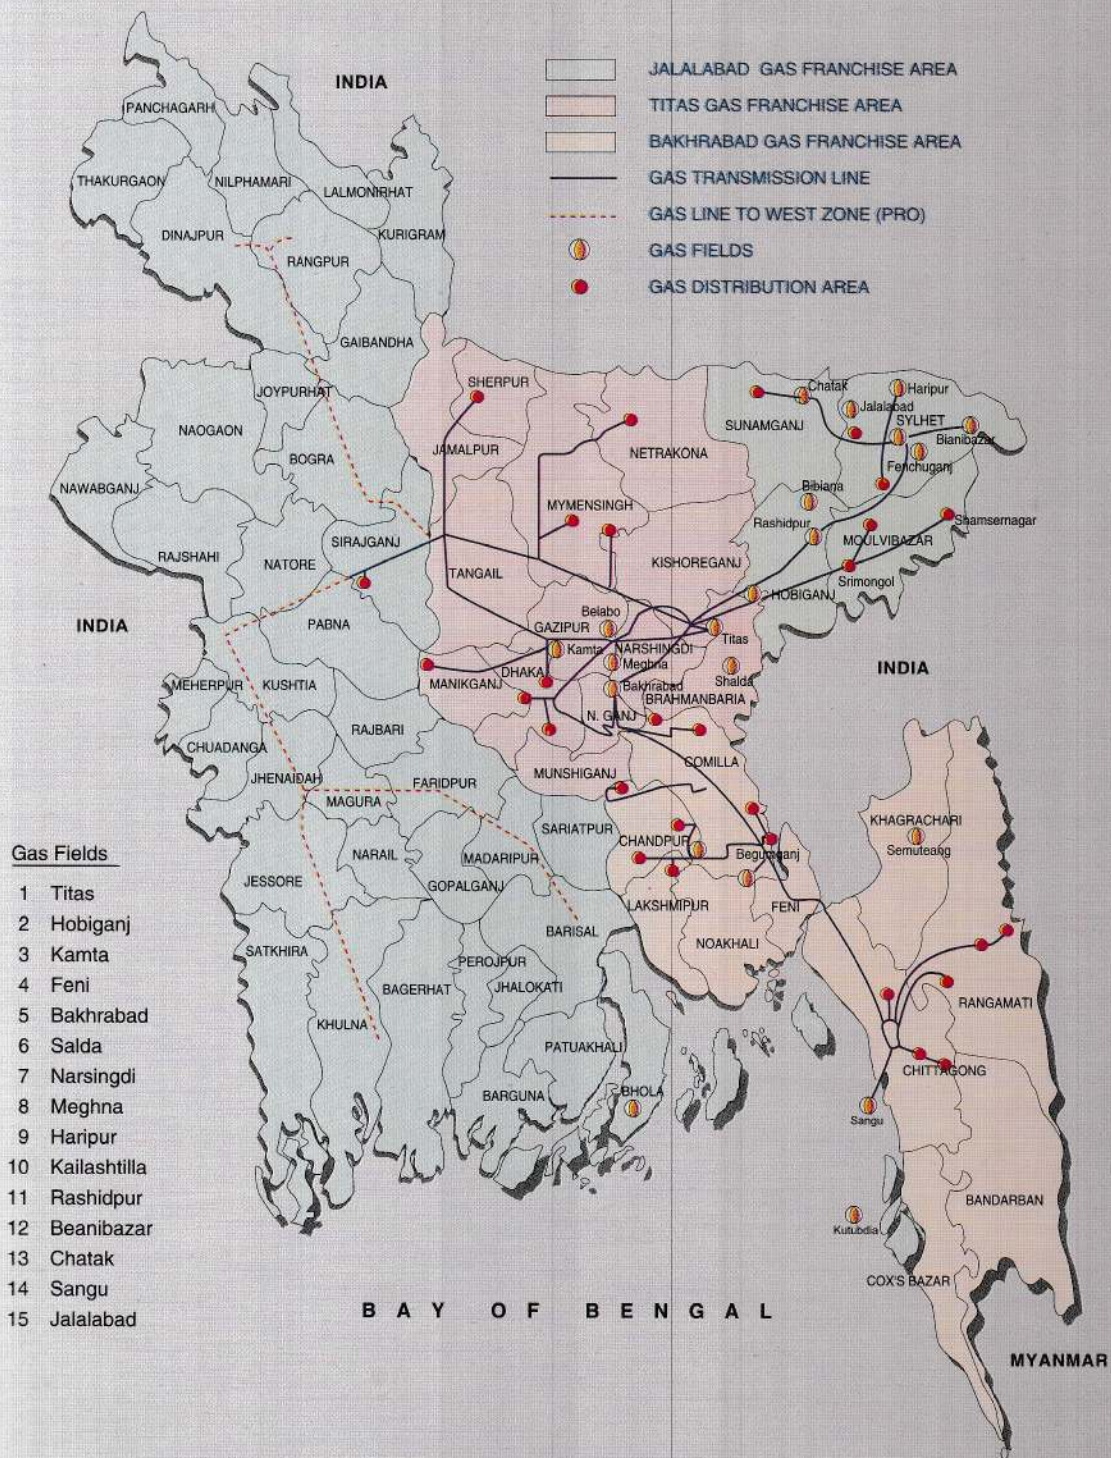 INDIA
JALALABAD GAS FRANCHISE AREA
TITAS GAS FRANCHISE AREA
BAKHRABAD GAS FRANCHISE AREA
GAS TRANSMISSION LINE
GAS LINE TO WEST ZONE (PRO)
GAS FIELDS
GAS DISTRIBUTION AREA
PANCHAGARH
THAKURGAON
NILPHAMARI
LALMONIRHAT
DINAJPUR
KURIGRAM
RANGPUR
GAIBANDHA
JOYPURHAT
NAOGAON
BOGRA
NAWABGANJ
RAJSHAHI
NATORE
SIRAJGANJ
PABNA
INDIA
SHERPUR
JAMALPUR
NETRAKONA
MYMENSINGH
KISHOREGANJ
TANGAIL
Belabo
GAZIPUR
Kamta
NARSHINGDI
Meghna
DHAKA
MANIKGANJ
Bakhrabad
N. GANJ
BRAHMANBARIA
Titas
Shalda
Chatak
Haripur
Jalalabad
SUNAMGANJ
SYLHET
Bianibazar
Fenchuganj
Bibiana
Rashidpur
Shamsernagar
MOULVIBAZAR
Srimongol
HOBIGANJ
INDIA
MEHERPUR
KUSHTIA
RAJBARI
CHUADANGA
JHENAIDAH
MAGURA
FARIDPUR
MUNSHIGANJ
COMILLA
SARIATPUR
CHANDPUR
Begumganj
NARAIL
MADARIPUR
JESSORE
GOPALGANJ
LAKSHMIPUR
FENI
NOAKHALI
BARISAL
SATKHIRA
PEROJPUR
BAGERHAT
JHALOKATI
KHULNA
PATUAKHALI
BARGUNA
BHOLA
KHAGRACHARI
Semuteang
RANGAMATI
CHITTAGONG
Sangu
BANDARBAN
Kutubdia
COX'S BAZAR
BAY OF BENGAL
MYANMAR
Gas Fields
1 Titas
2 Hobiganj
3 Kamta
4 Feni
5 Bakhrabad
6 Salda
7 Narsingdi
8 Meghna
9 Haripur
10 Kailashtilla
11 Rashidpur
12 Beanibazar
13 Chatak
14 Sangu
15 Jalalabad